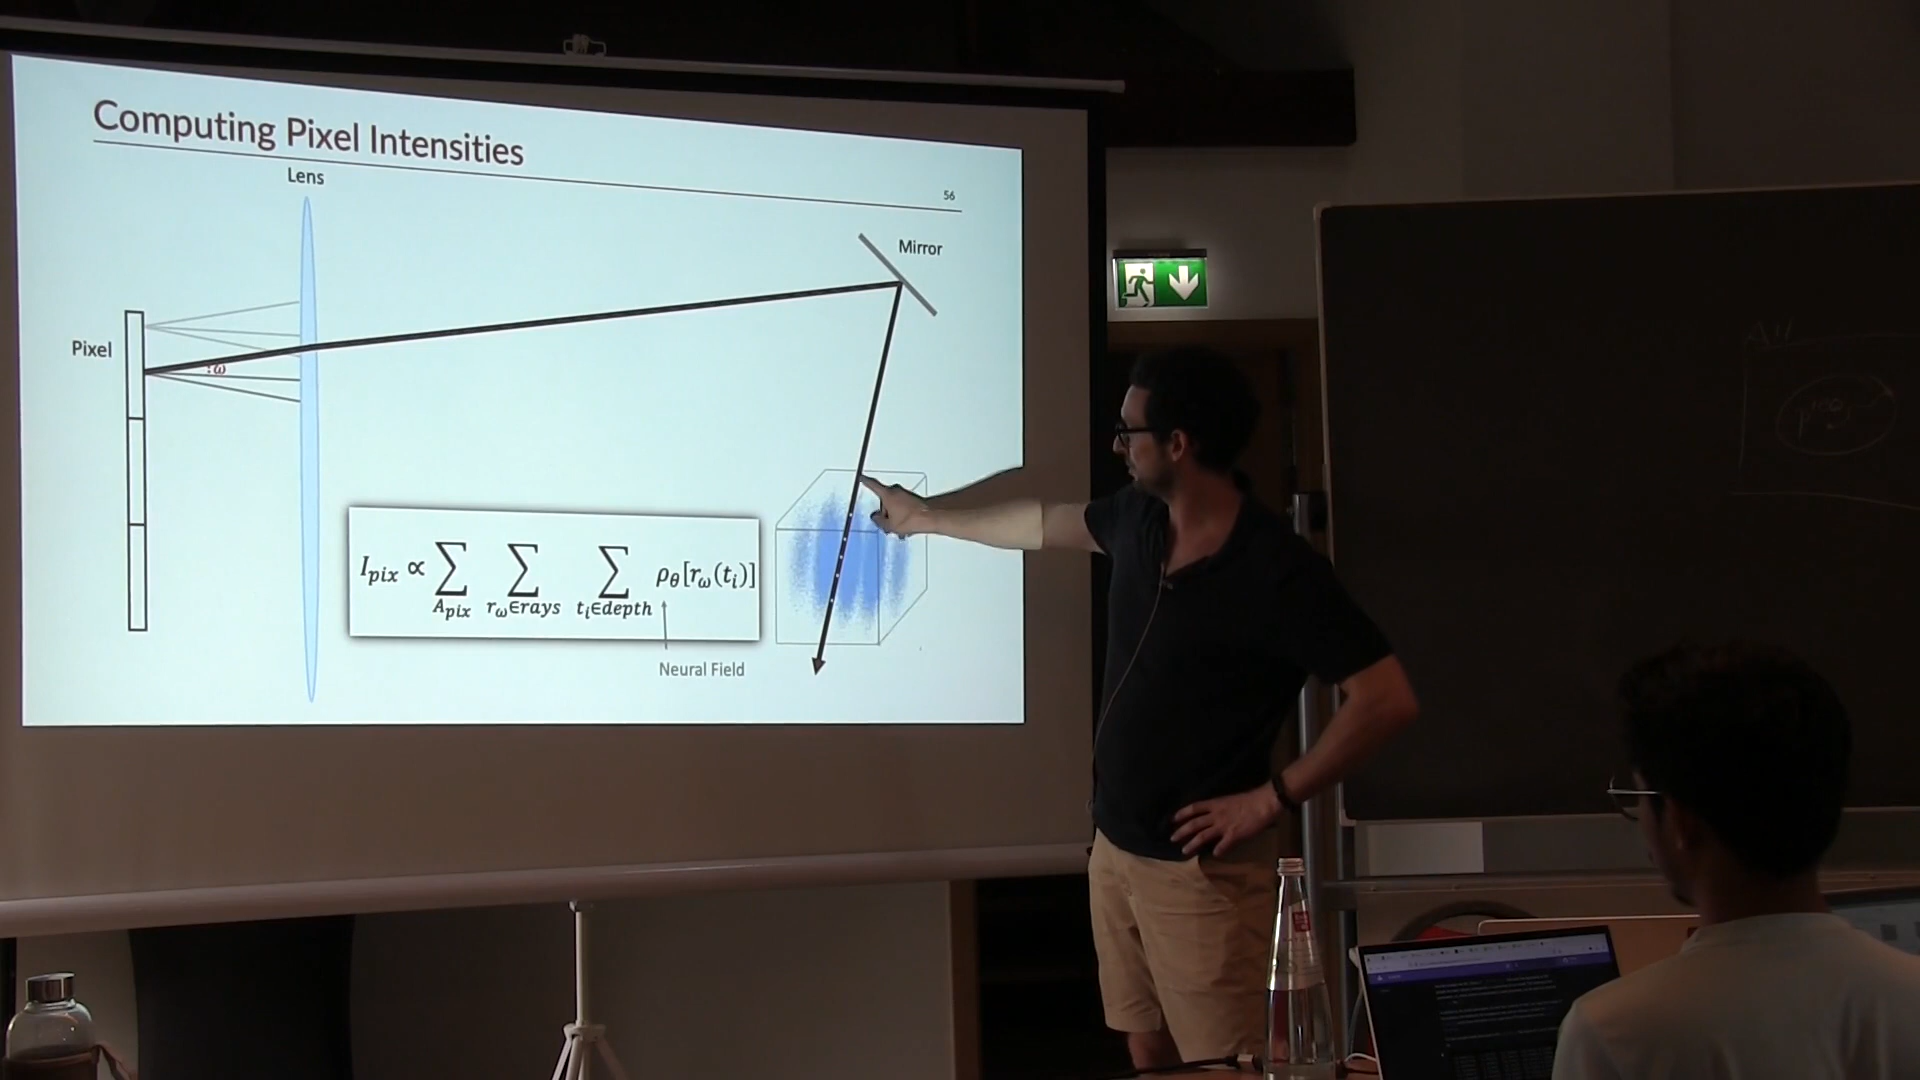 Computing Pixel Intensities
56
Lens
Mirror
Pixel
:ω
I_pix ∝ ∑_{A_pix} ∑_{r_ω∈rays} ∑_{t_i∈depth} ρ_θ[r_ω(t_i)]
Neural Field